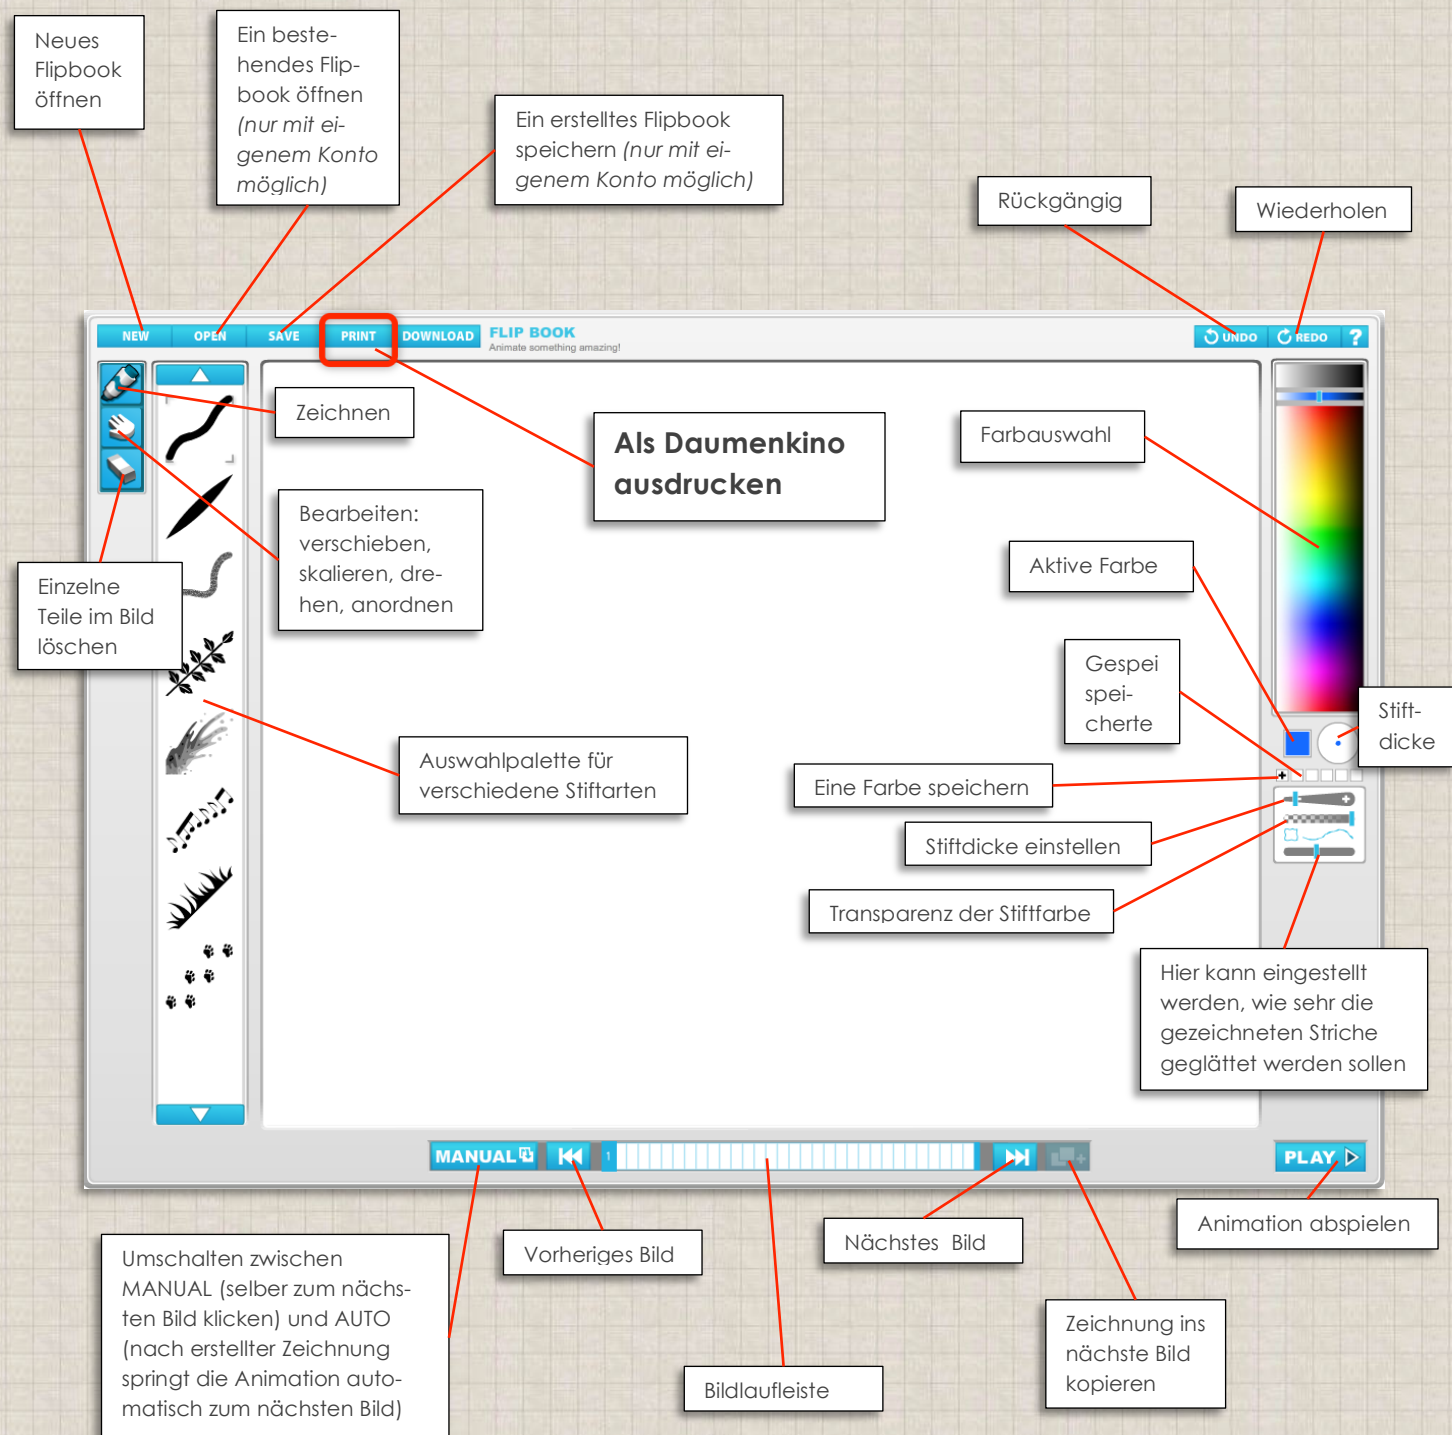 Neues
Flipbook
öffnen
Ein beste-
hendes Flip-
book öffnen
(nur mit ei-
genem Konto
möglich)
Ein erstelltes Flipbook
speichern (nur mit ei-
genem Konto möglich)
Rückgängig
Wiederholen
NEW
OPEN
SAVE
PRINT
DOWNLOAD
FLIP BOOK
Animate something amazing!
UNDO
REDO
?
Zeichnen
Als Daumenkino
ausdrucken
Farbauswahl
Bearbeiten:
verschieben,
skalieren, dre-
hen, anordnen
Einzelne
Teile im Bild
löschen
Aktive Farbe
Gespei
spei-
cherte
Stift-
dicke
Auswahlpalette für
verschiedene Stiftarten
Eine Farbe speichern
Stiftdicke einstellen
Transparenz der Stiftfarbe
Hier kann eingestellt
werden, wie sehr die
gezeichneten Striche
geglättet werden sollen
MANUAL
1
PLAY
Umschalten zwischen
MANUAL (selber zum nächs-
ten Bild klicken) und AUTO
(nach erstellter Zeichnung
springt die Animation auto-
matisch zum nächsten Bild)
Vorheriges Bild
Bildlaufleiste
Nächstes Bild
Zeichnung ins
nächste Bild
kopieren
Animation abspielen